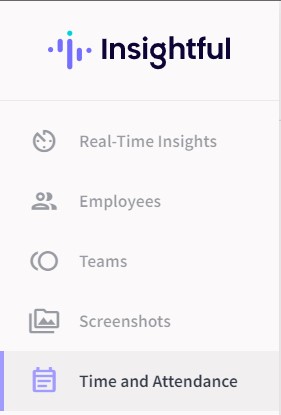 Insightful
Real-Time Insights
Employees
Teams
Screenshots
Time and Attendance